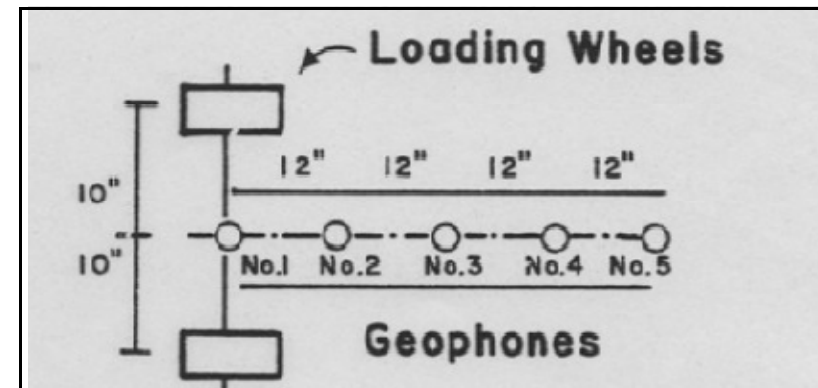 Loading Wheels
12" 12" 12" 12"
10"
10"
No.1 No.2 No.3 No.4 No.5
Geophones